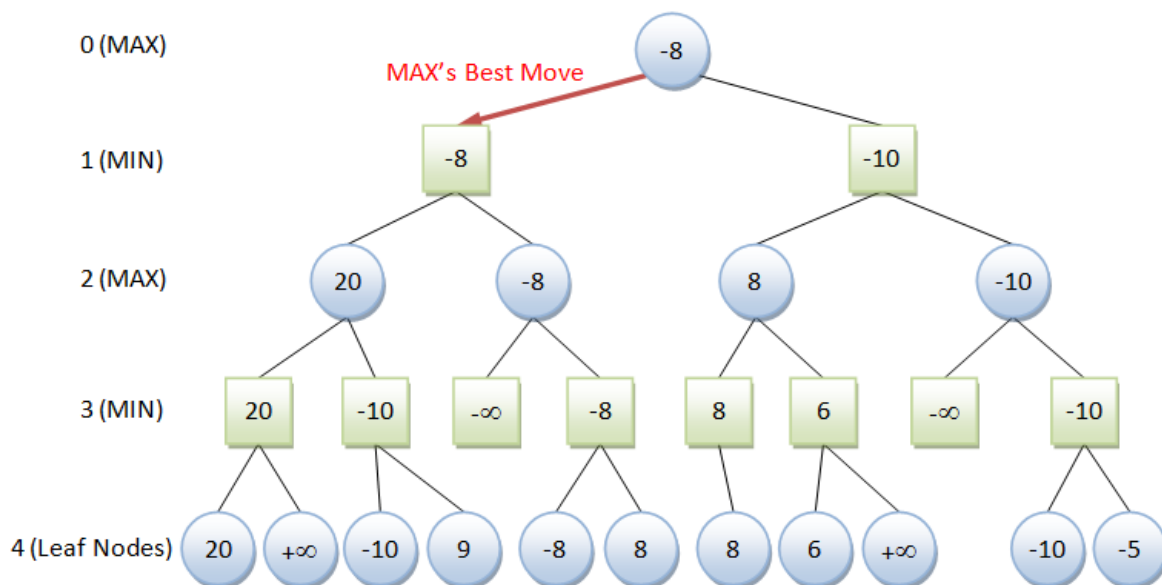 0 (MAX) -8
MAX's Best Move
1 (MIN) -8 -10
2 (MAX) 20 -8 8 -10
3 (MIN) 20 -10 -∞ -8 8 6 -∞ -10
4 (Leaf Nodes) 20 +∞ -10 9 -8 8 8 6 +∞ -10 -5